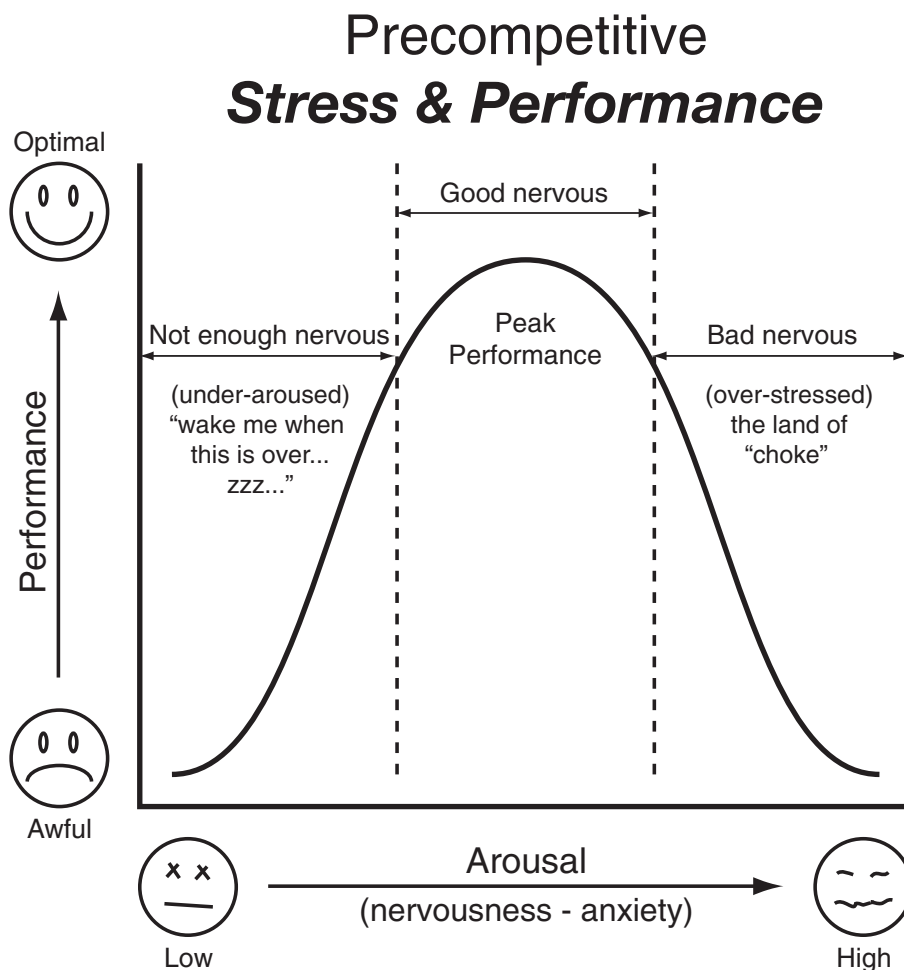 Precompetitive
Stress & Performance
Optimal
Good nervous
Not enough nervous
Peak
Performance
Bad nervous
(under-aroused)
“wake me when
this is over...
zzz...”
(over-stressed)
the land of
“choke”
Performance
Awful
x x
Arousal
(nervousness - anxiety)
Low
High